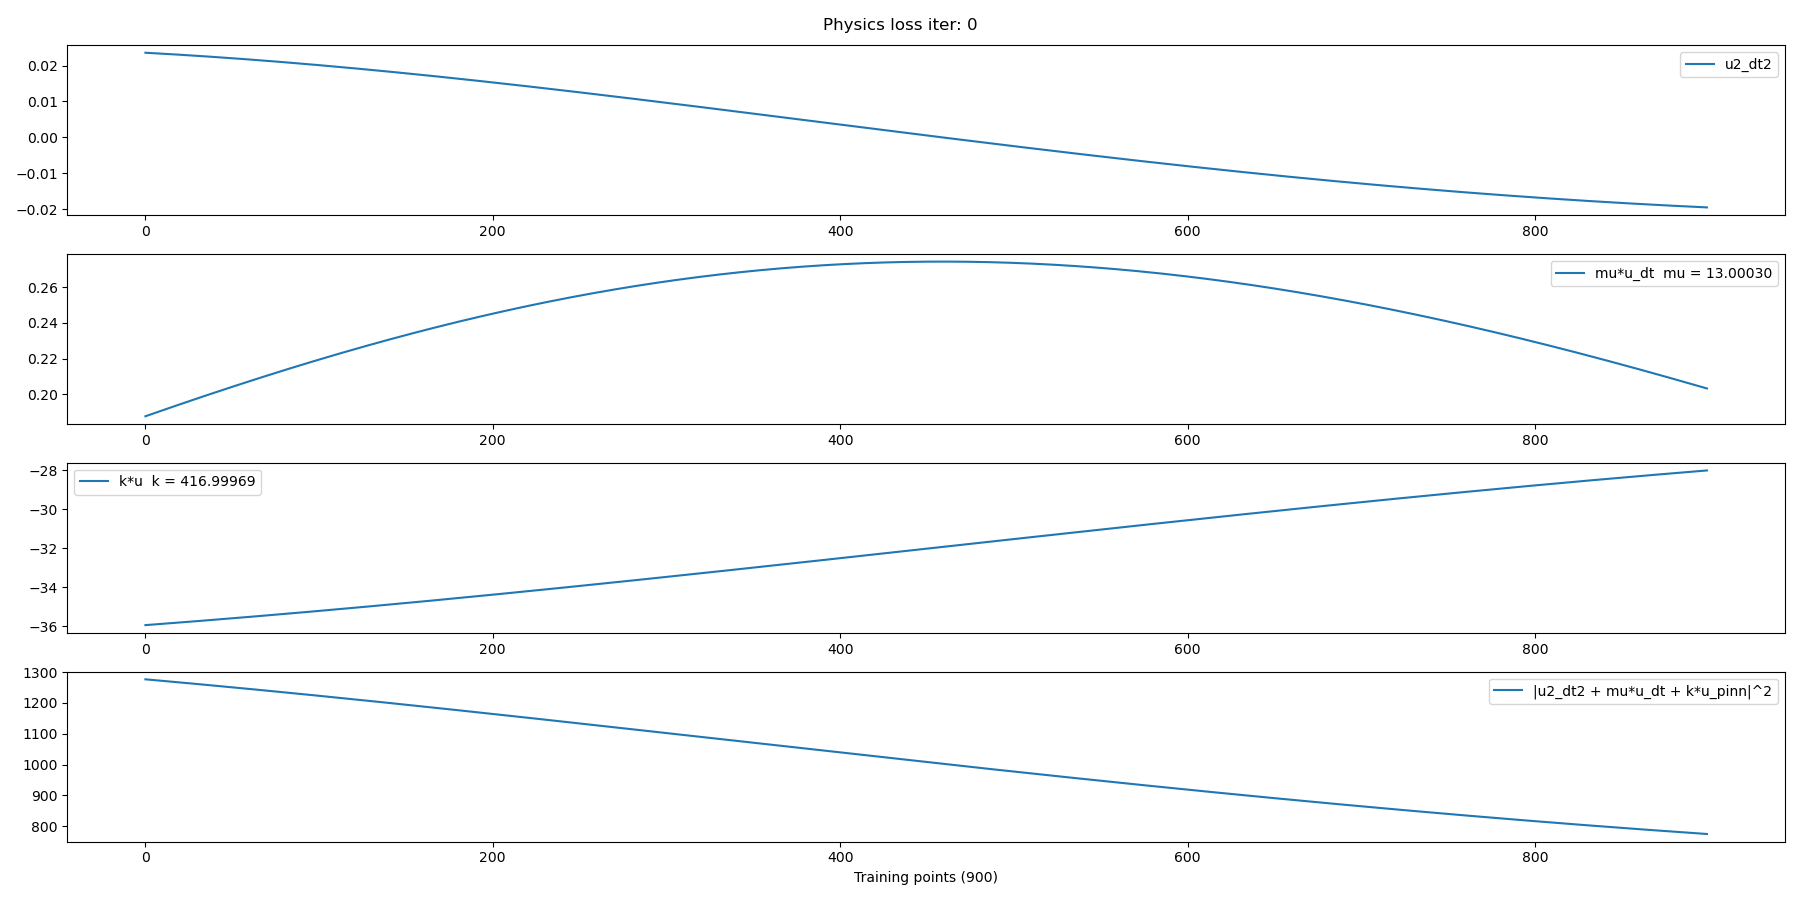 Physics loss iter: 0
0.02
0.01
0.00
−0.01
−0.02
u2_dt2
0 200 400 600 800
0.26
0.24
0.22
0.20
mu*u_dt  mu = 13.00030
0 200 400 600 800
−28
−30
−32
−34
−36
k*u  k = 416.99969
0 200 400 600 800
1300
1200
1100
1000
900
800
|u2_dt2 + mu*u_dt + k*u_pinn|^2
0 200 400 600 800
Training points (900)